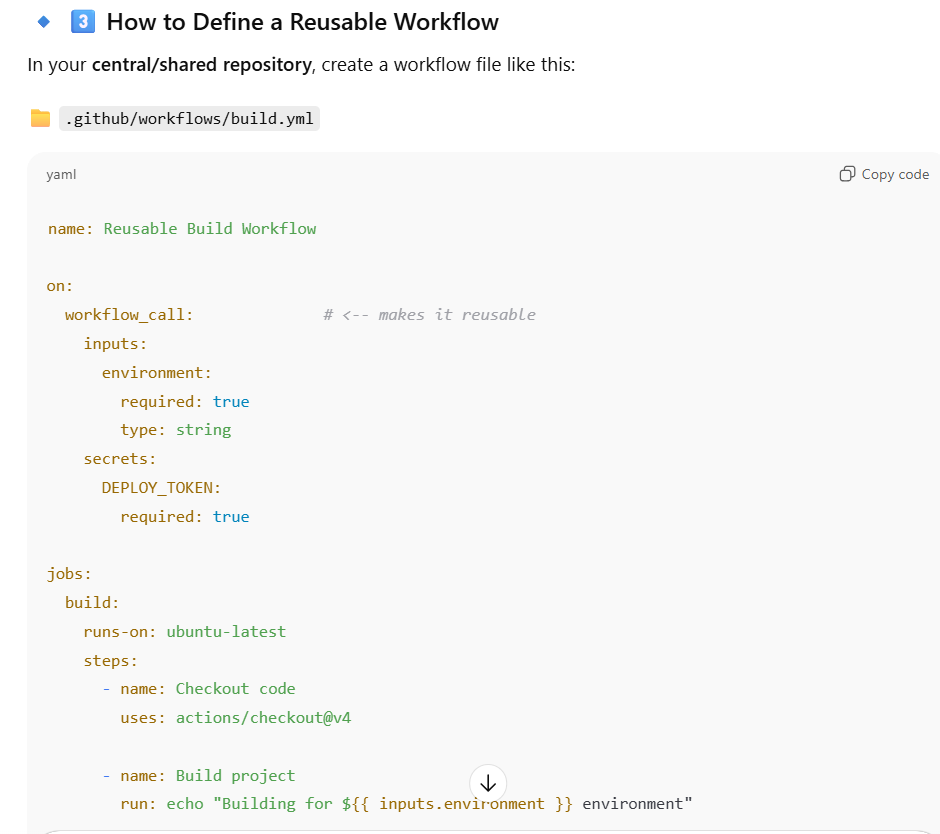 🔹 3️⃣ How to Define a Reusable Workflow
In your central/shared repository, create a workflow file like this:
📁 .github/workflows/build.yml
yaml
Copy code
name: Reusable Build Workflow
on:
  workflow_call:              # <-- makes it reusable
    inputs:
      environment:
        required: true
        type: string
    secrets:
      DEPLOY_TOKEN:
        required: true
jobs:
  build:
    runs-on: ubuntu-latest
    steps:
      - name: Checkout code
        uses: actions/checkout@v4
      - name: Build project
        run: echo "Building for ${{ inputs.environment }} environment"